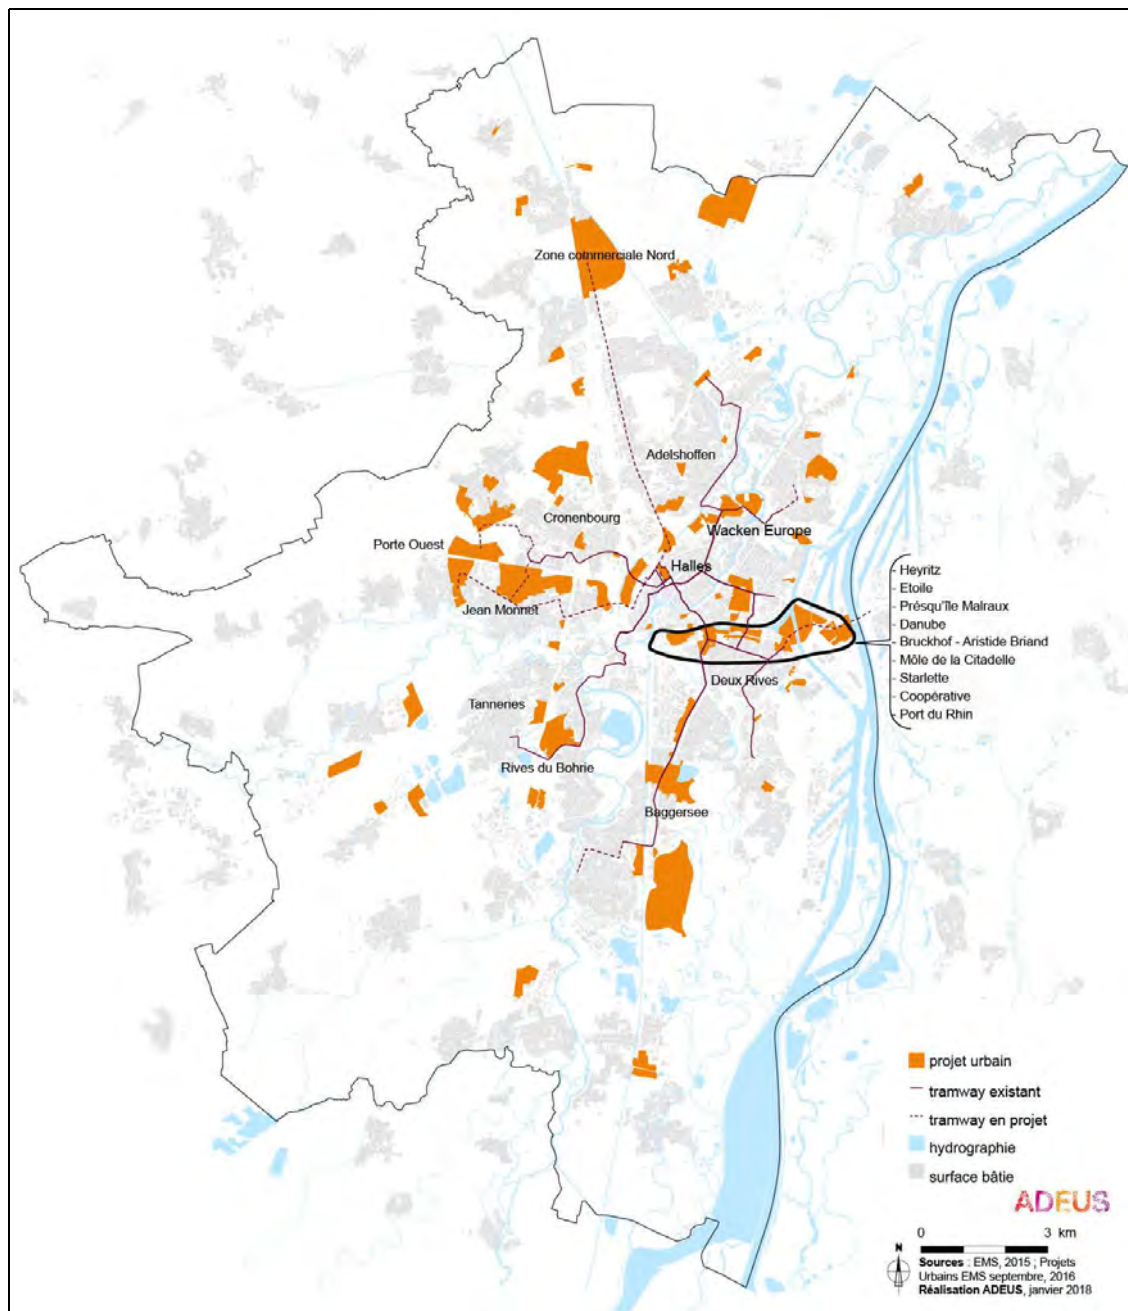 Zone commerciale Nord
Adelshoffen
Cronenbourg
Wacken Europe
Porte Ouest
Halles
Jean Monnet
- Heyritz
- Etoile
- Présqu'île Malraux
- Danube
- Bruckhof - Aristide Briand
- Môle de la Citadelle
- Starlette
- Coopérative
- Port du Rhin
Deux Rives
Tanneries
Rives du Bohrie
Baggersee
projet urbain
tramway existant
tramway en projet
hydrographie
surface bâtie
ADEUS
0 3 km
N
Sources : EMS, 2015 ; Projets
Urbains EMS septembre, 2016
Réalisation ADEUS, janvier 2018